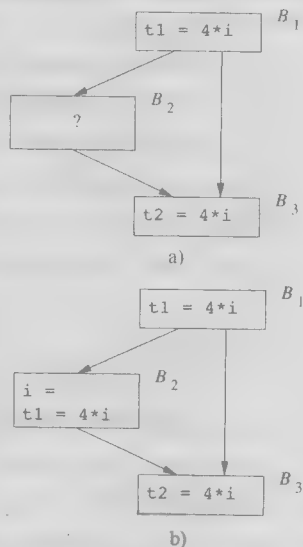 B1
t1 = 4*i
B2
?
B3
t2 = 4*i
a)
B1
t1 = 4*i
B2
i =
t1 = 4*i
B3
t2 = 4*i
b)